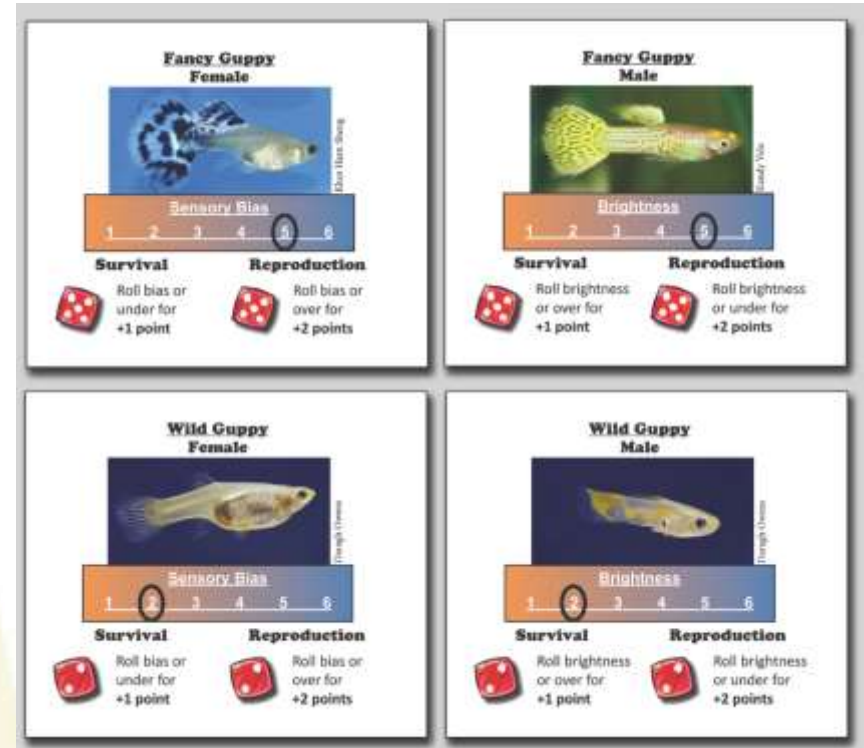 Fancy Guppy
Female
Sensory Bias
1 2 3 4 5 6
Survival
Roll bias or
under for
+1 point
Reproduction
Roll bias or
over for
+2 points
Fancy Guppy
Male
Brightness
1 2 3 4 5 6
Survival
Roll brightness
or over for
+1 point
Reproduction
Roll brightness
or under for
+2 points
Wild Guppy
Female
Sensory Bias
1 2 3 4 5 6
Survival
Roll bias or
under for
+1 point
Reproduction
Roll bias or
over for
+2 points
Wild Guppy
Male
Brightness
1 2 3 4 5 6
Survival
Roll brightness
or over for
+1 point
Reproduction
Roll brightness
or under for
+2 points